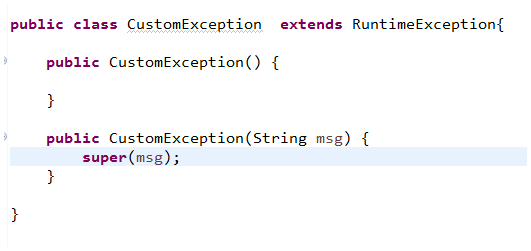 public class CustomException  extends RuntimeException{
public CustomException() {
}
public CustomException(String msg) {
super(msg);
}
}